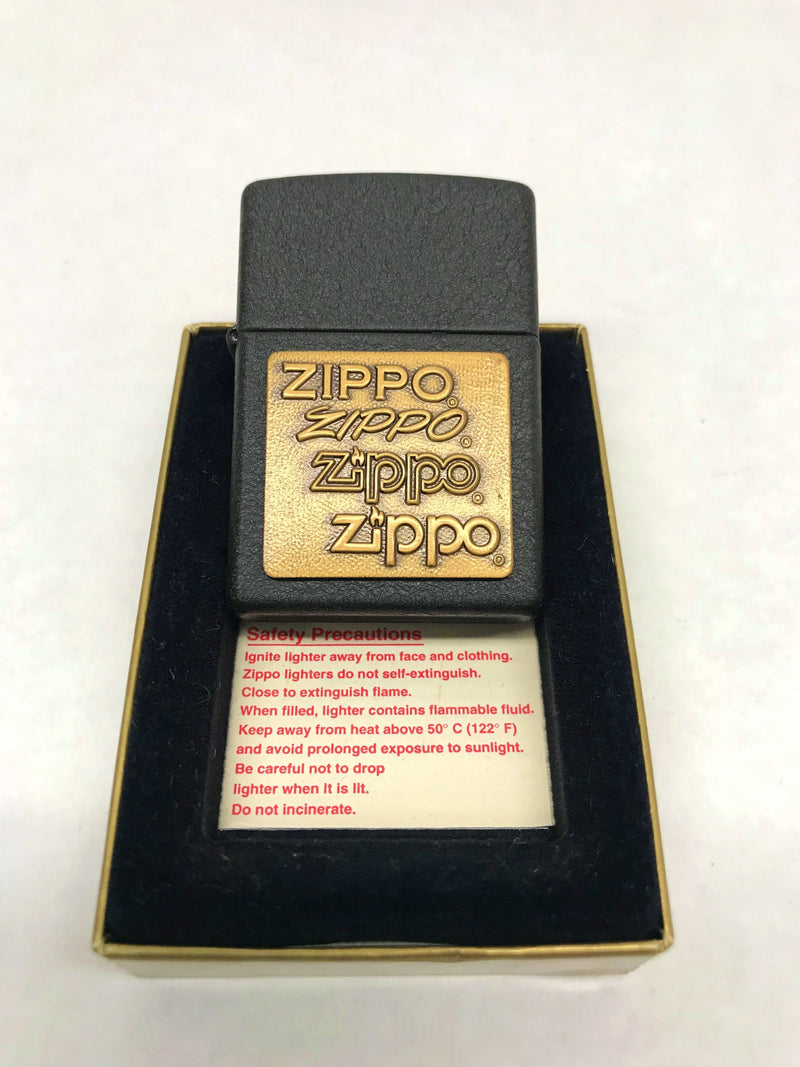 ZIPPO®
ZIPPO®
Zippo®
Zippo®
Safety Precautions
Ignite lighter away from face and clothing.
Zippo lighters do not self-extinguish.
Close to extinguish flame.
When filled, lighter contains flammable fluid.
Keep away from heat above 50° C (122° F)
and avoid prolonged exposure to sunlight.
Be careful not to drop
lighter when it is lit.
Do not incinerate.